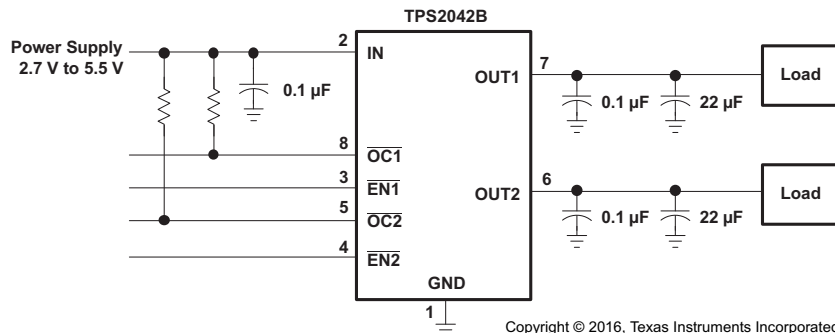 TPS2042B
Power Supply
2.7 V to 5.5 V
2
IN
0.1 µF
OUT1
7
0.1 µF
22 µF
Load
8
OC1
3
EN1
5
OC2
4
EN2
OUT2
6
0.1 µF
22 µF
Load
GND
1
Copyright © 2016, Texas Instruments Incorporated